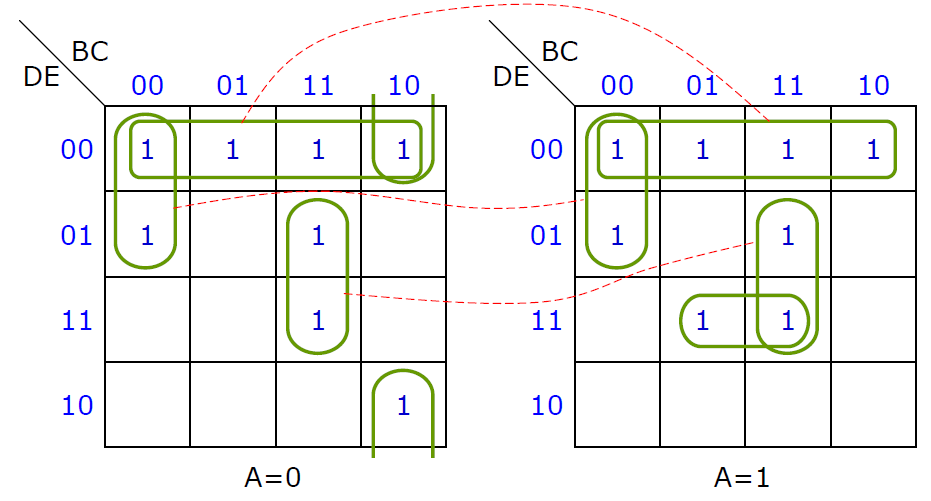 BC BC
DE DE
00 01 11 10 00 01 11 10
00 1 1 1 1 00 1 1 1 1
01 1 1 01 1 1
11 1 11 1 1
10 1 10
A=0 A=1